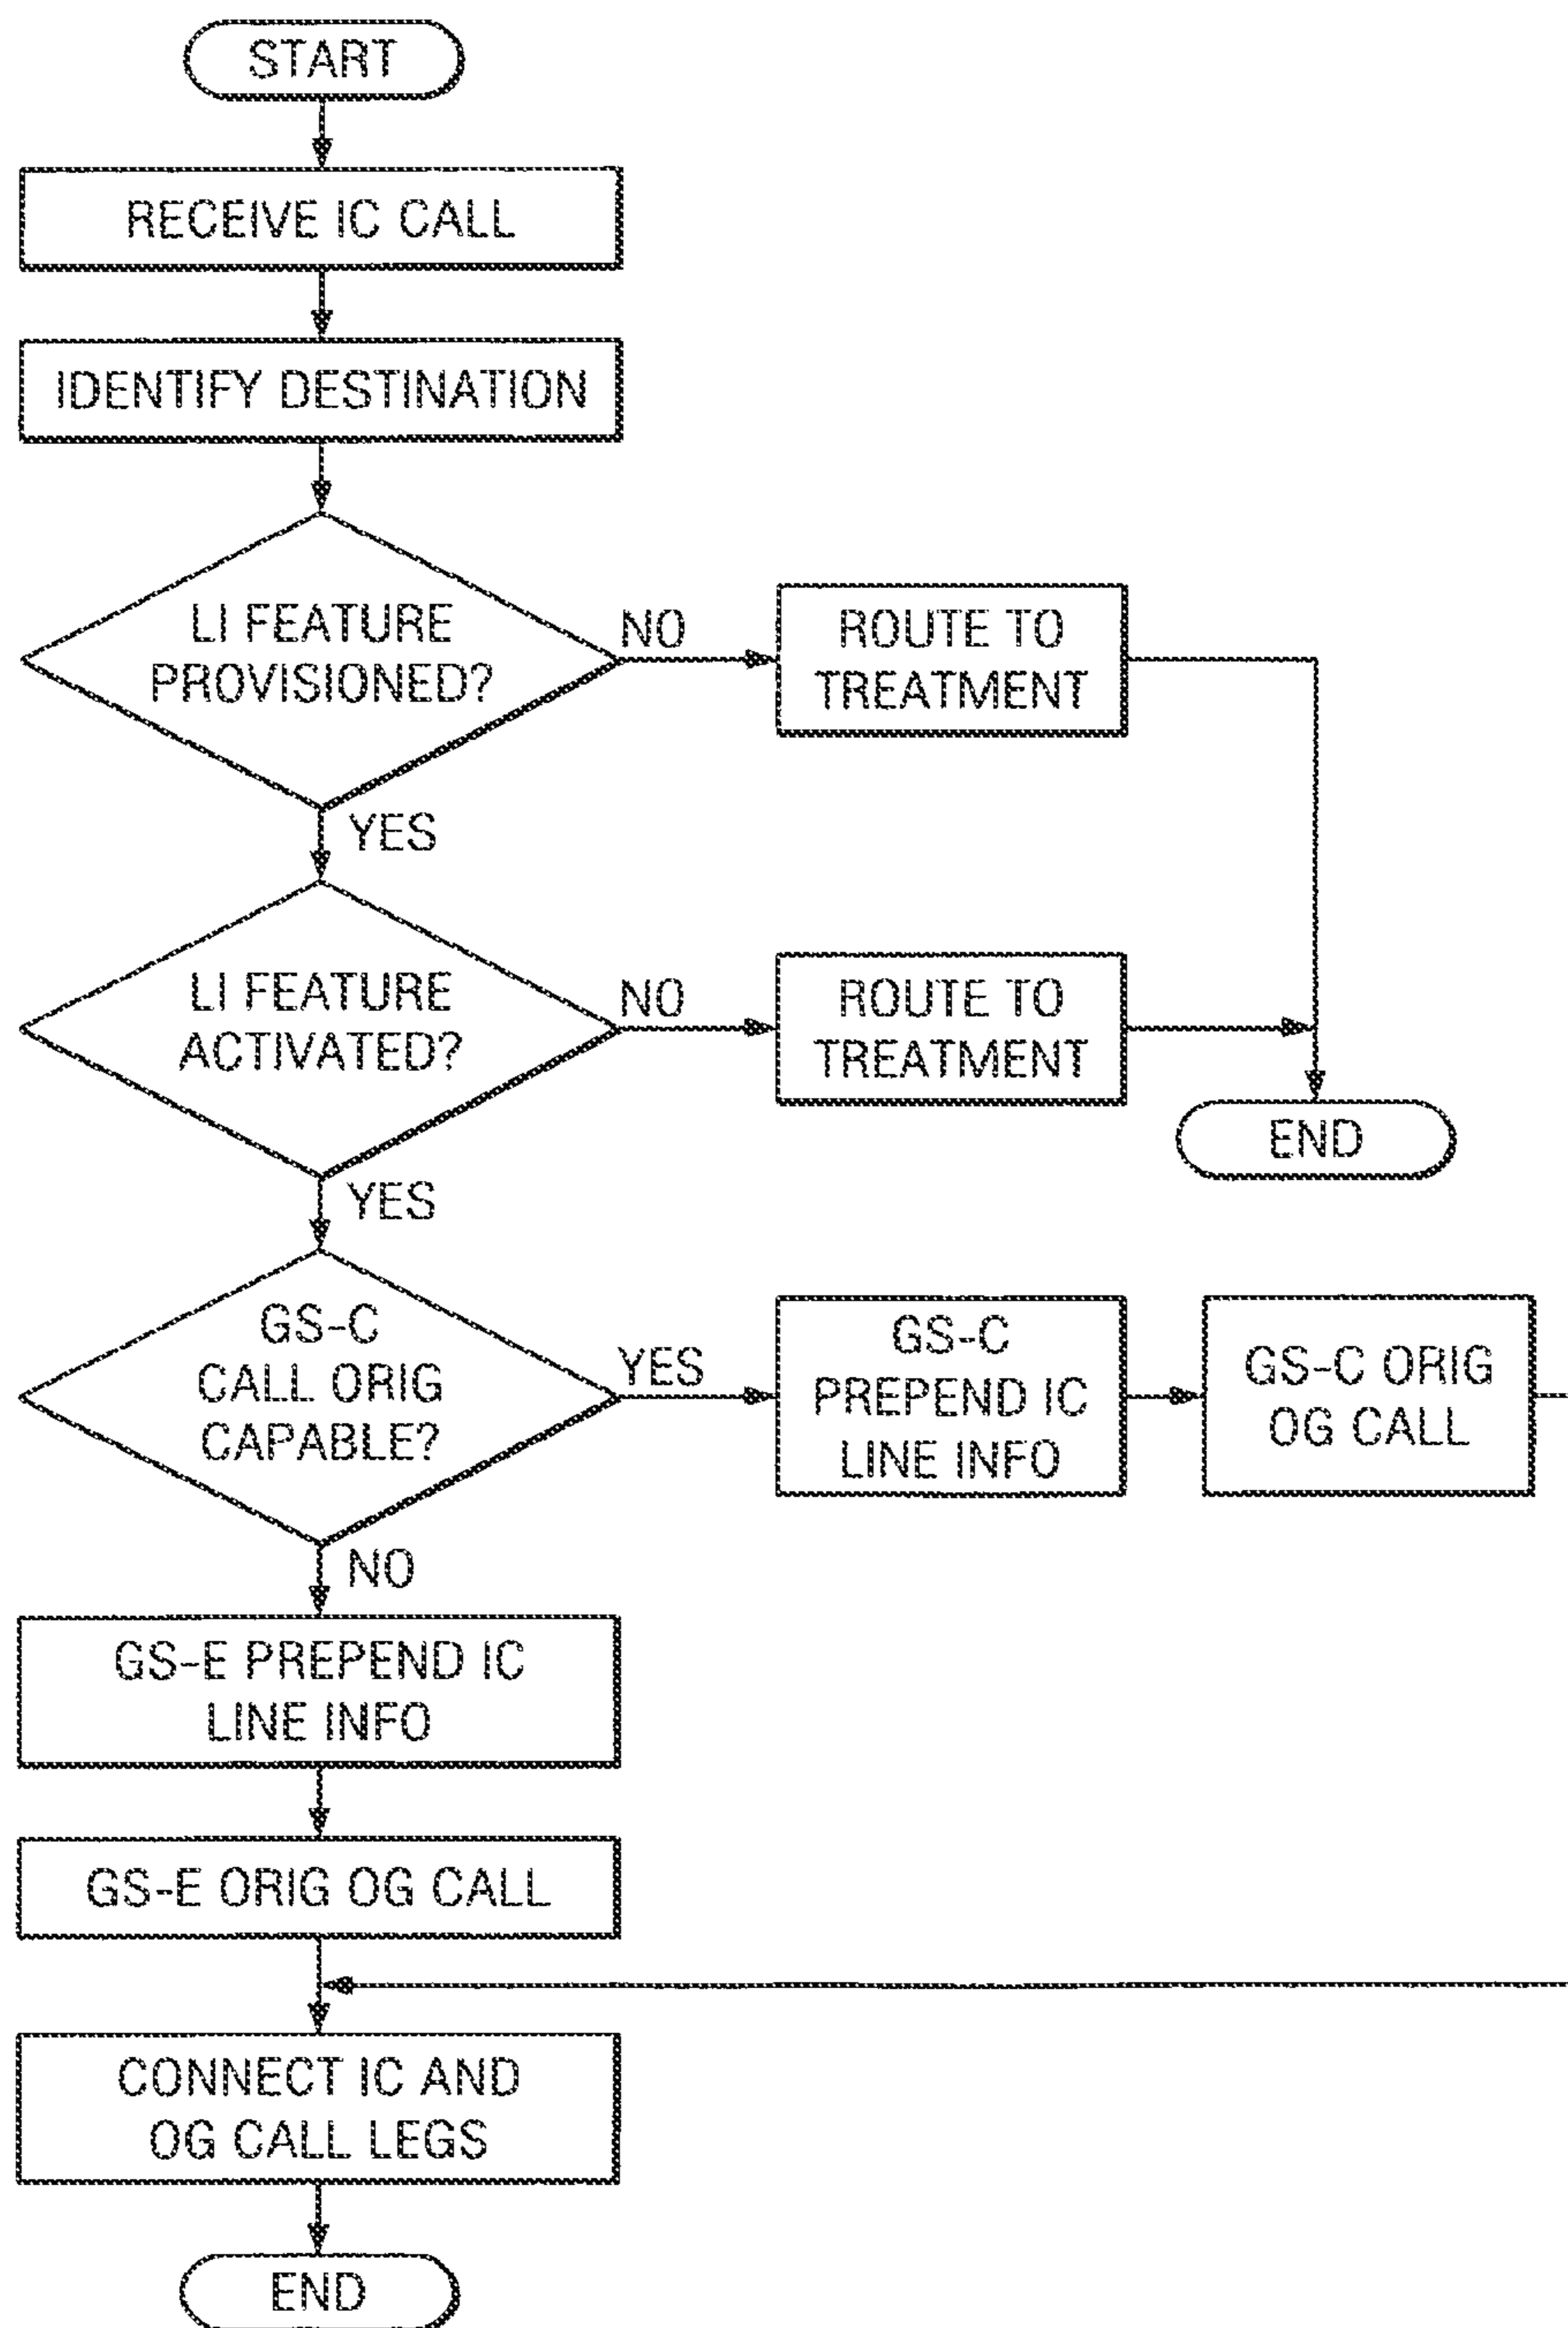 START
RECEIVE IC CALL
IDENTIFY DESTINATION
LI FEATURE
PROVISIONED?
NO
ROUTE TO
TREATMENT
YES
LI FEATURE
ACTIVATED?
NO
ROUTE TO
TREATMENT
END
YES
GS-C
CALL ORIG
CAPABLE?
YES
GS-C
PREPEND IC
LINE INFO
GS-C ORIG
OG CALL
NO
GS-E PREPEND IC
LINE INFO
GS-E ORIG OG CALL
CONNECT IC AND
OG CALL LEGS
END